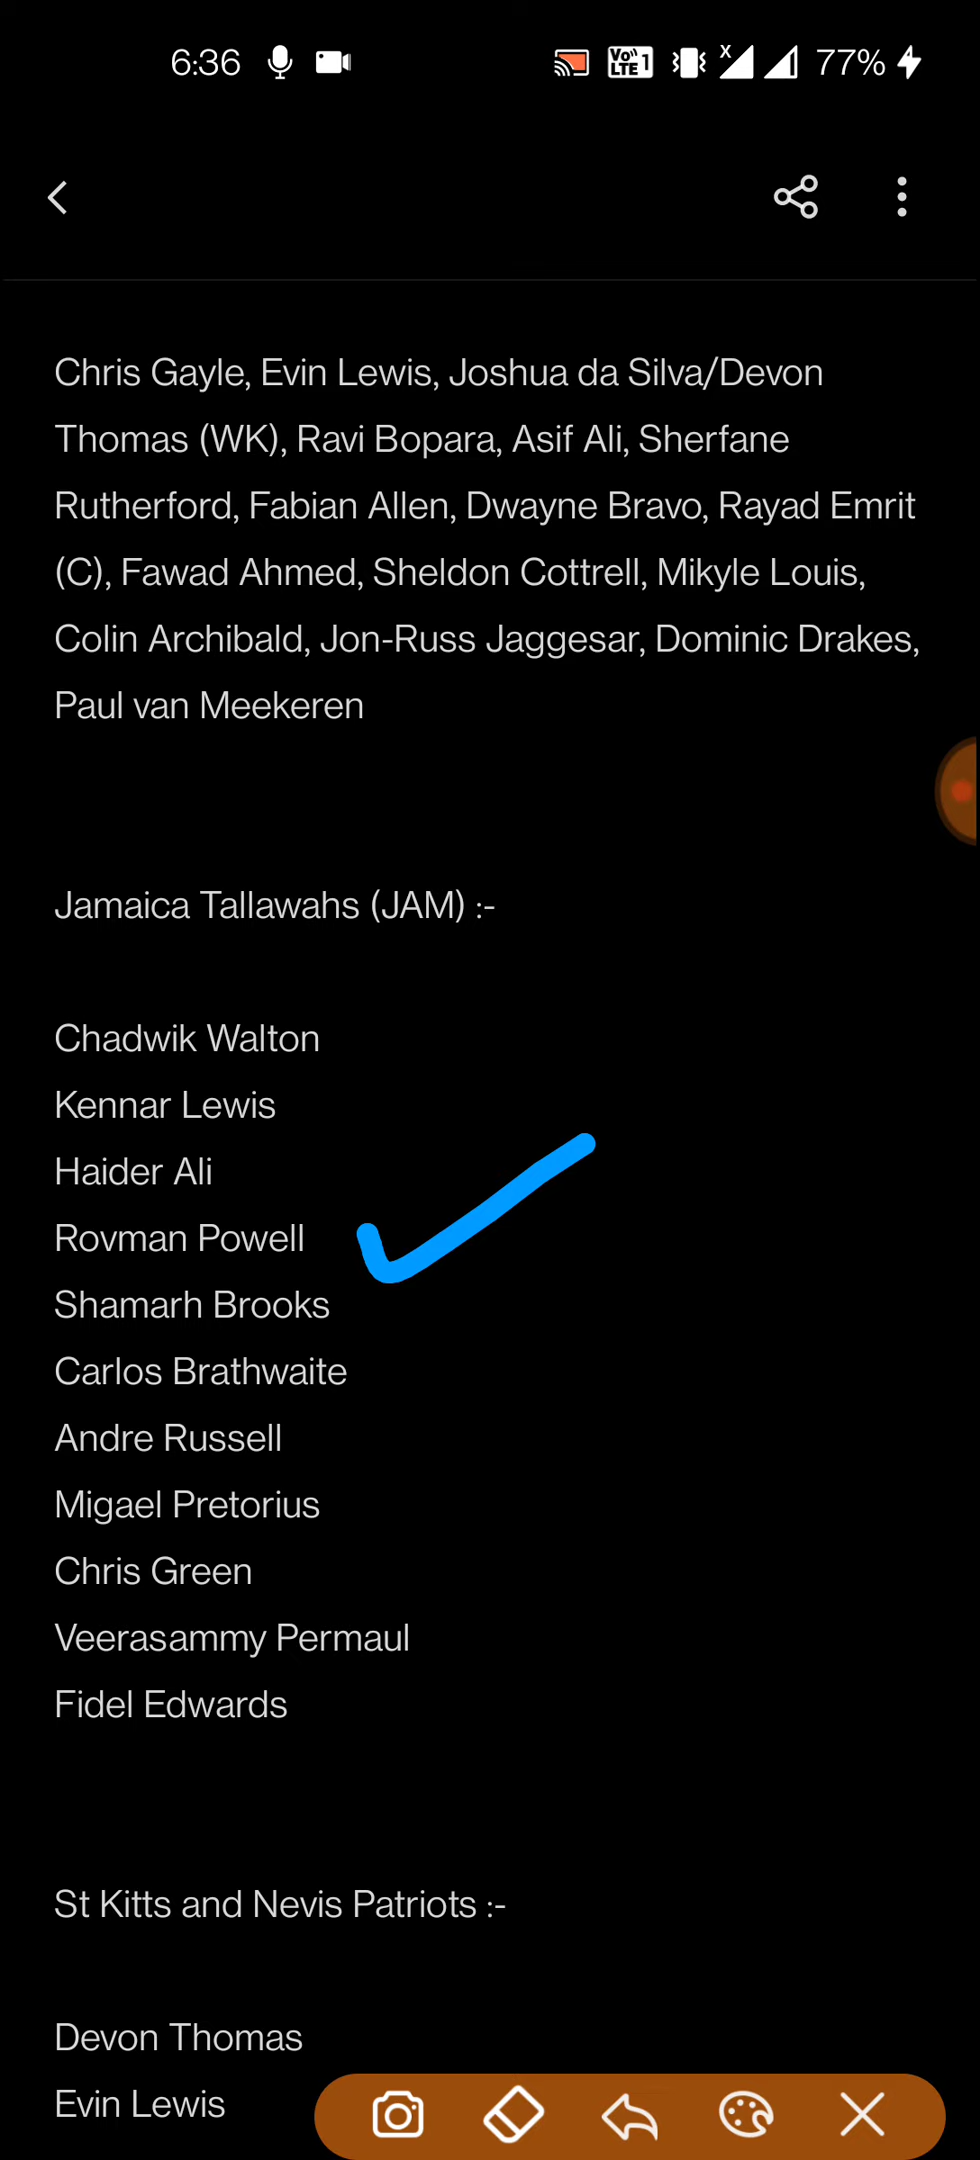 6:36 Vo)) LTE 1 x 77%
Chris Gayle, Evin Lewis, Joshua da Silva/Devon
Thomas (WK), Ravi Bopara, Asif Ali, Sherfane
Rutherford, Fabian Allen, Dwayne Bravo, Rayad Emrit
(C), Fawad Ahmed, Sheldon Cottrell, Mikyle Louis,
Colin Archibald, Jon-Russ Jaggesar, Dominic Drakes,
Paul van Meekeren
Jamaica Tallawahs (JAM) :-
Chadwik Walton
Kennar Lewis
Haider Ali
Rovman Powell
Shamarh Brooks
Carlos Brathwaite
Andre Russell
Migael Pretorius
Chris Green
Veerasammy Permaul
Fidel Edwards
St Kitts and Nevis Patriots :-
Devon Thomas
Evin Lewis